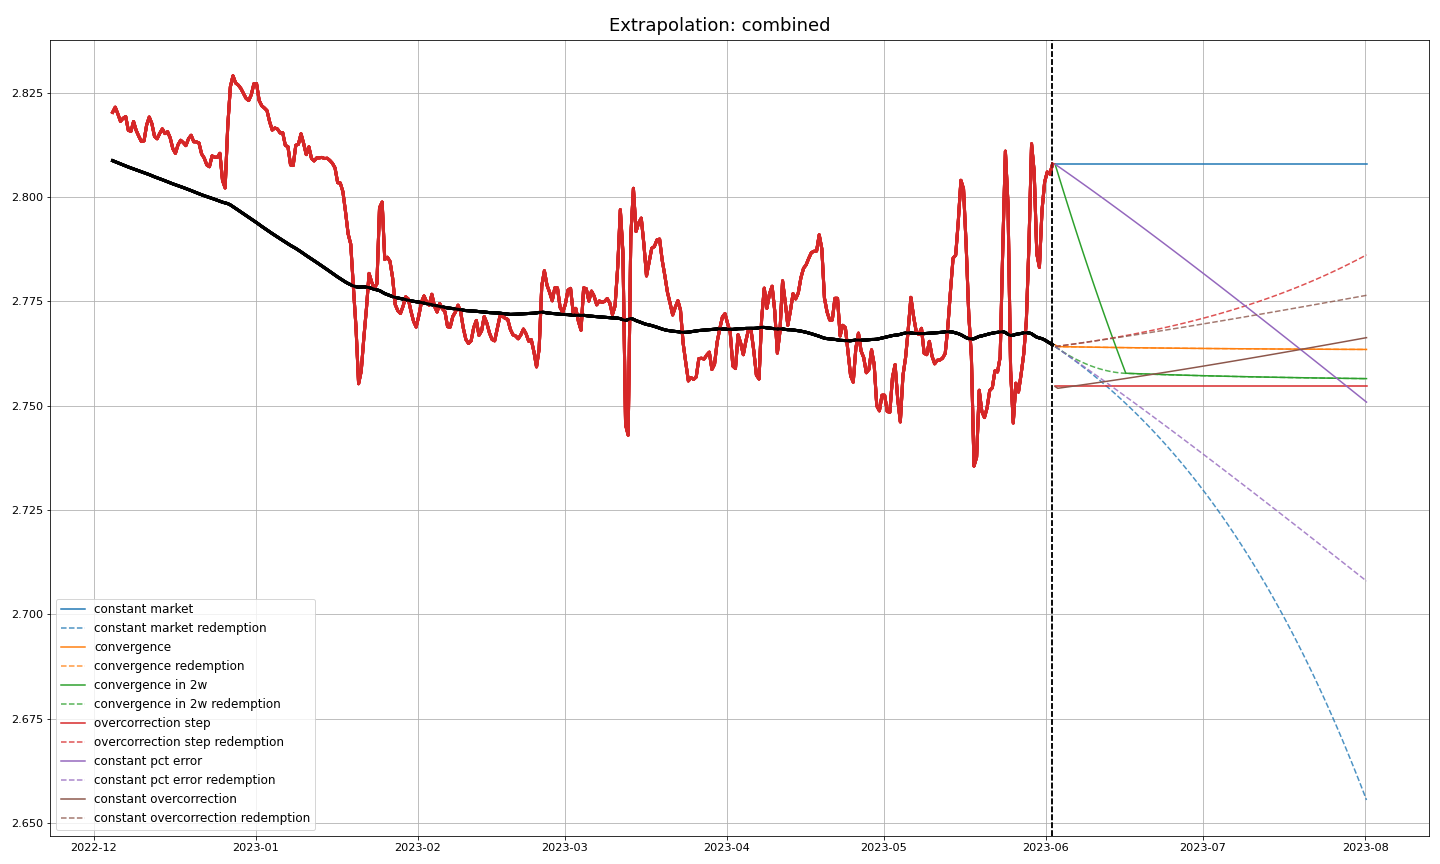 Extrapolation: combined
2.825
2.800
2.775
2.750
2.725
2.700
2.675
2.650
constant market
constant market redemption
convergence
convergence redemption
convergence in 2w
convergence in 2w redemption
overcorrection step
overcorrection step redemption
constant pct error
constant pct error redemption
constant overcorrection
constant overcorrection redemption
2022-12 2023-01 2023-02 2023-03 2023-04 2023-05 2023-06 2023-07 2023-08